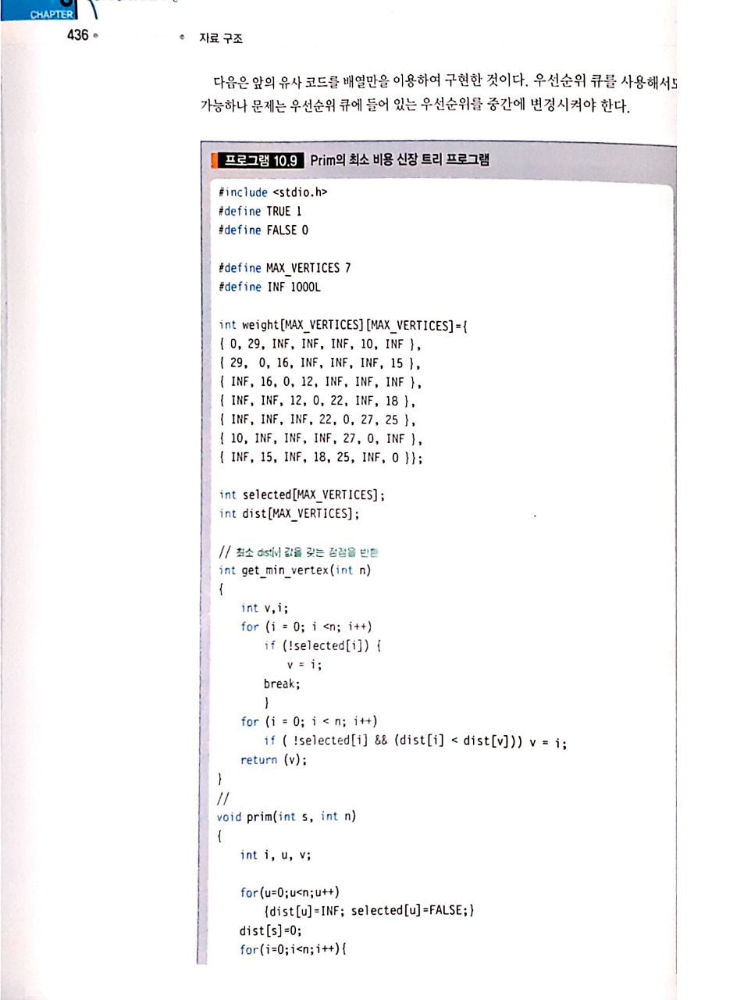 CHAPTER
436
자료 구조
다음은 앞의 유사 코드를 배열만을 이용하여 구현한 것이다. 우선순위 큐를 사용해서도
가능하나 문제는 우선순위 큐에 들어 있는 우선순위를 중간에 변경시켜야 한다.
프로그램 10.9 Prim의 최소 비용 신장 트리 프로그램
#include <stdio.h>
#define TRUE 1
#define FALSE 0
#define MAX_VERTICES 7
#define INF 1000L
int weight[MAX_VERTICES][MAX_VERTICES]={
{ 0, 29, INF, INF, INF, 10, INF },
{ 29, 0, 16, INF, INF, INF, 15 },
{ INF, 16, 0, 12, INF, INF, INF },
{ INF, INF, 12, 0, 22, INF, 18 },
{ INF, INF, INF, 22, 0, 27, 25 },
{ 10, INF, INF, INF, 27, 0, INF },
{ INF, 15, INF, 18, 25, INF, 0 }};
int selected[MAX_VERTICES];
int dist[MAX_VERTICES];
// 최소 dist[v] 값을 갖는 정점을 반환
int get_min_vertex(int n)
{
int v,i;
for (i = 0; i <n; i++)
if (!selected[i]) {
v = i;
break;
}
for (i = 0; i < n; i++)
if ( !selected[i] && (dist[i] < dist[v])) v = i;
return (v);
}
//
void prim(int s, int n)
{
int i, u, v;
for(u=0;u<n;u++)
{dist[u]=INF; selected[u]=FALSE;}
dist[s]=0;
for(i=0;i<n;i++){